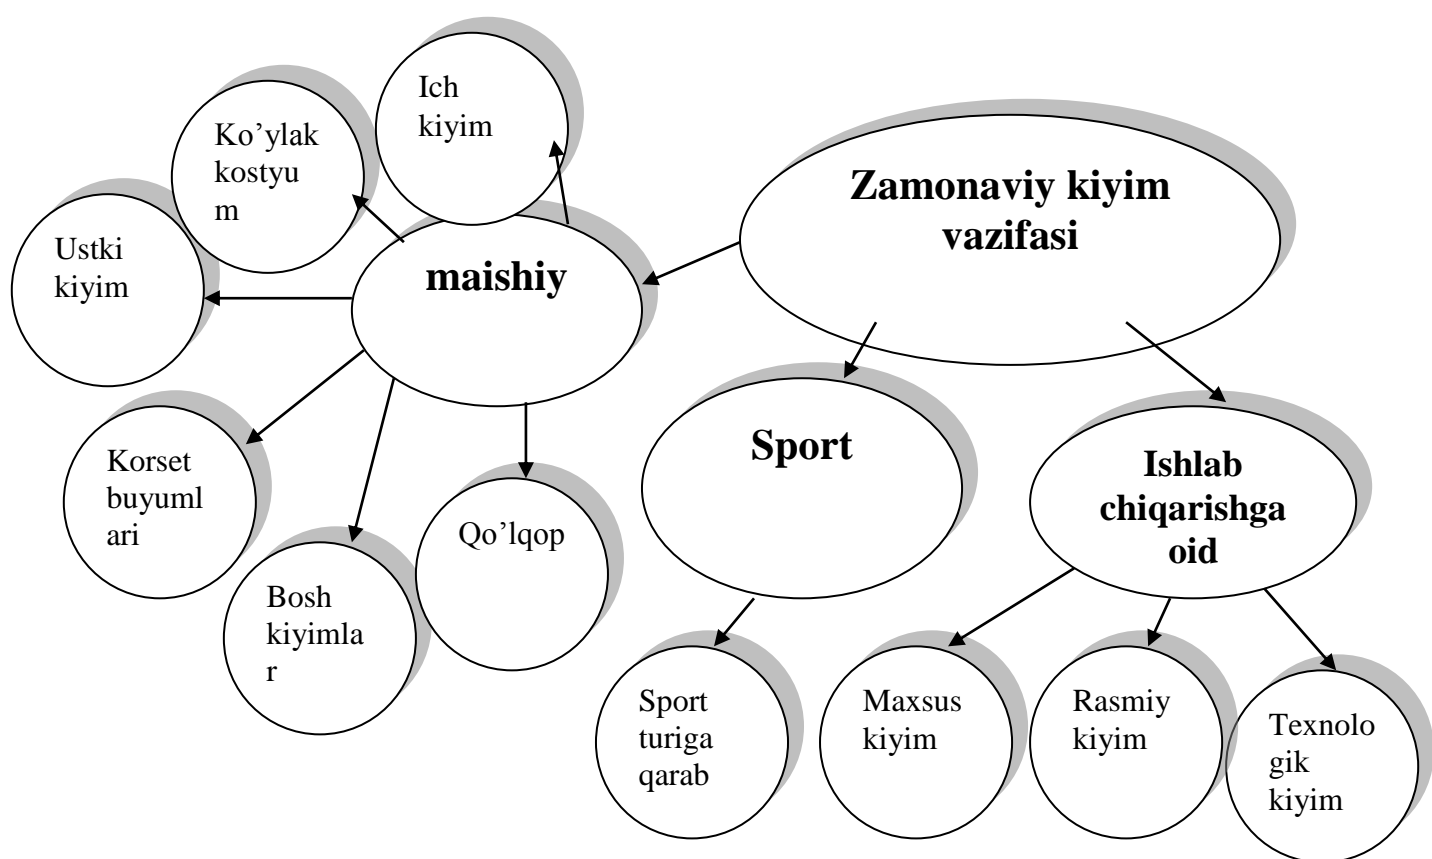 Ich
kiyim
Ko’ylak
kostyu
m
Zamonaviy kiyim
vazifasi
Ustki
kiyim
maishiy
Sport
Ishlab
chiqarishga
oid
Korset
buyuml
ari
Qo’lqop
Bosh
kiyimla
r
Sport
turiga
qarab
Maxsus
kiyim
Rasmiy
kiyim
Texnolo
gik
kiyim